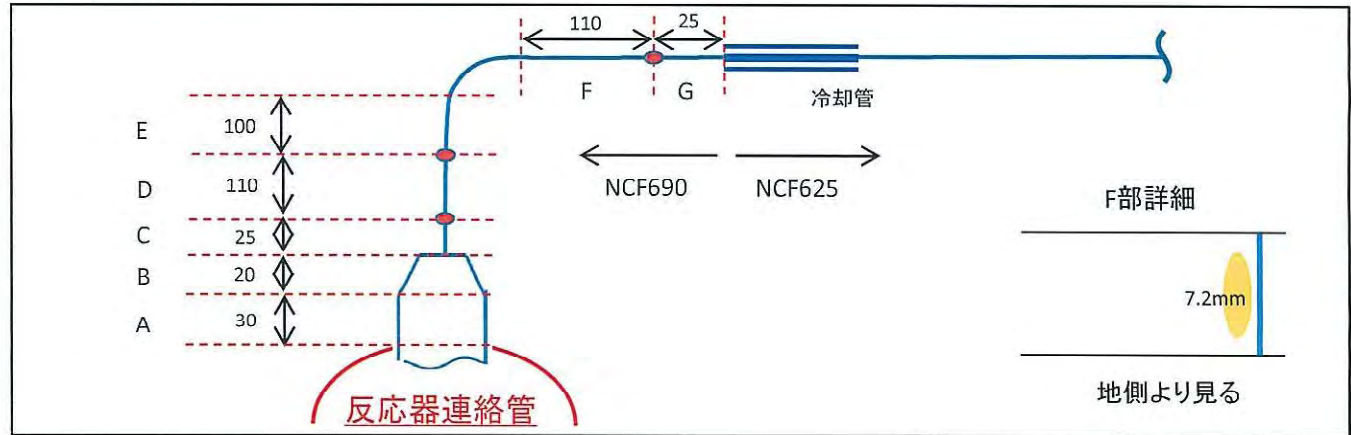 110
25
F
G
冷却管
E
100
NCF690
NCF625
D
110
F部詳細
C
25
B
20
7.2mm
A
30
反応器連絡管
地側より見る